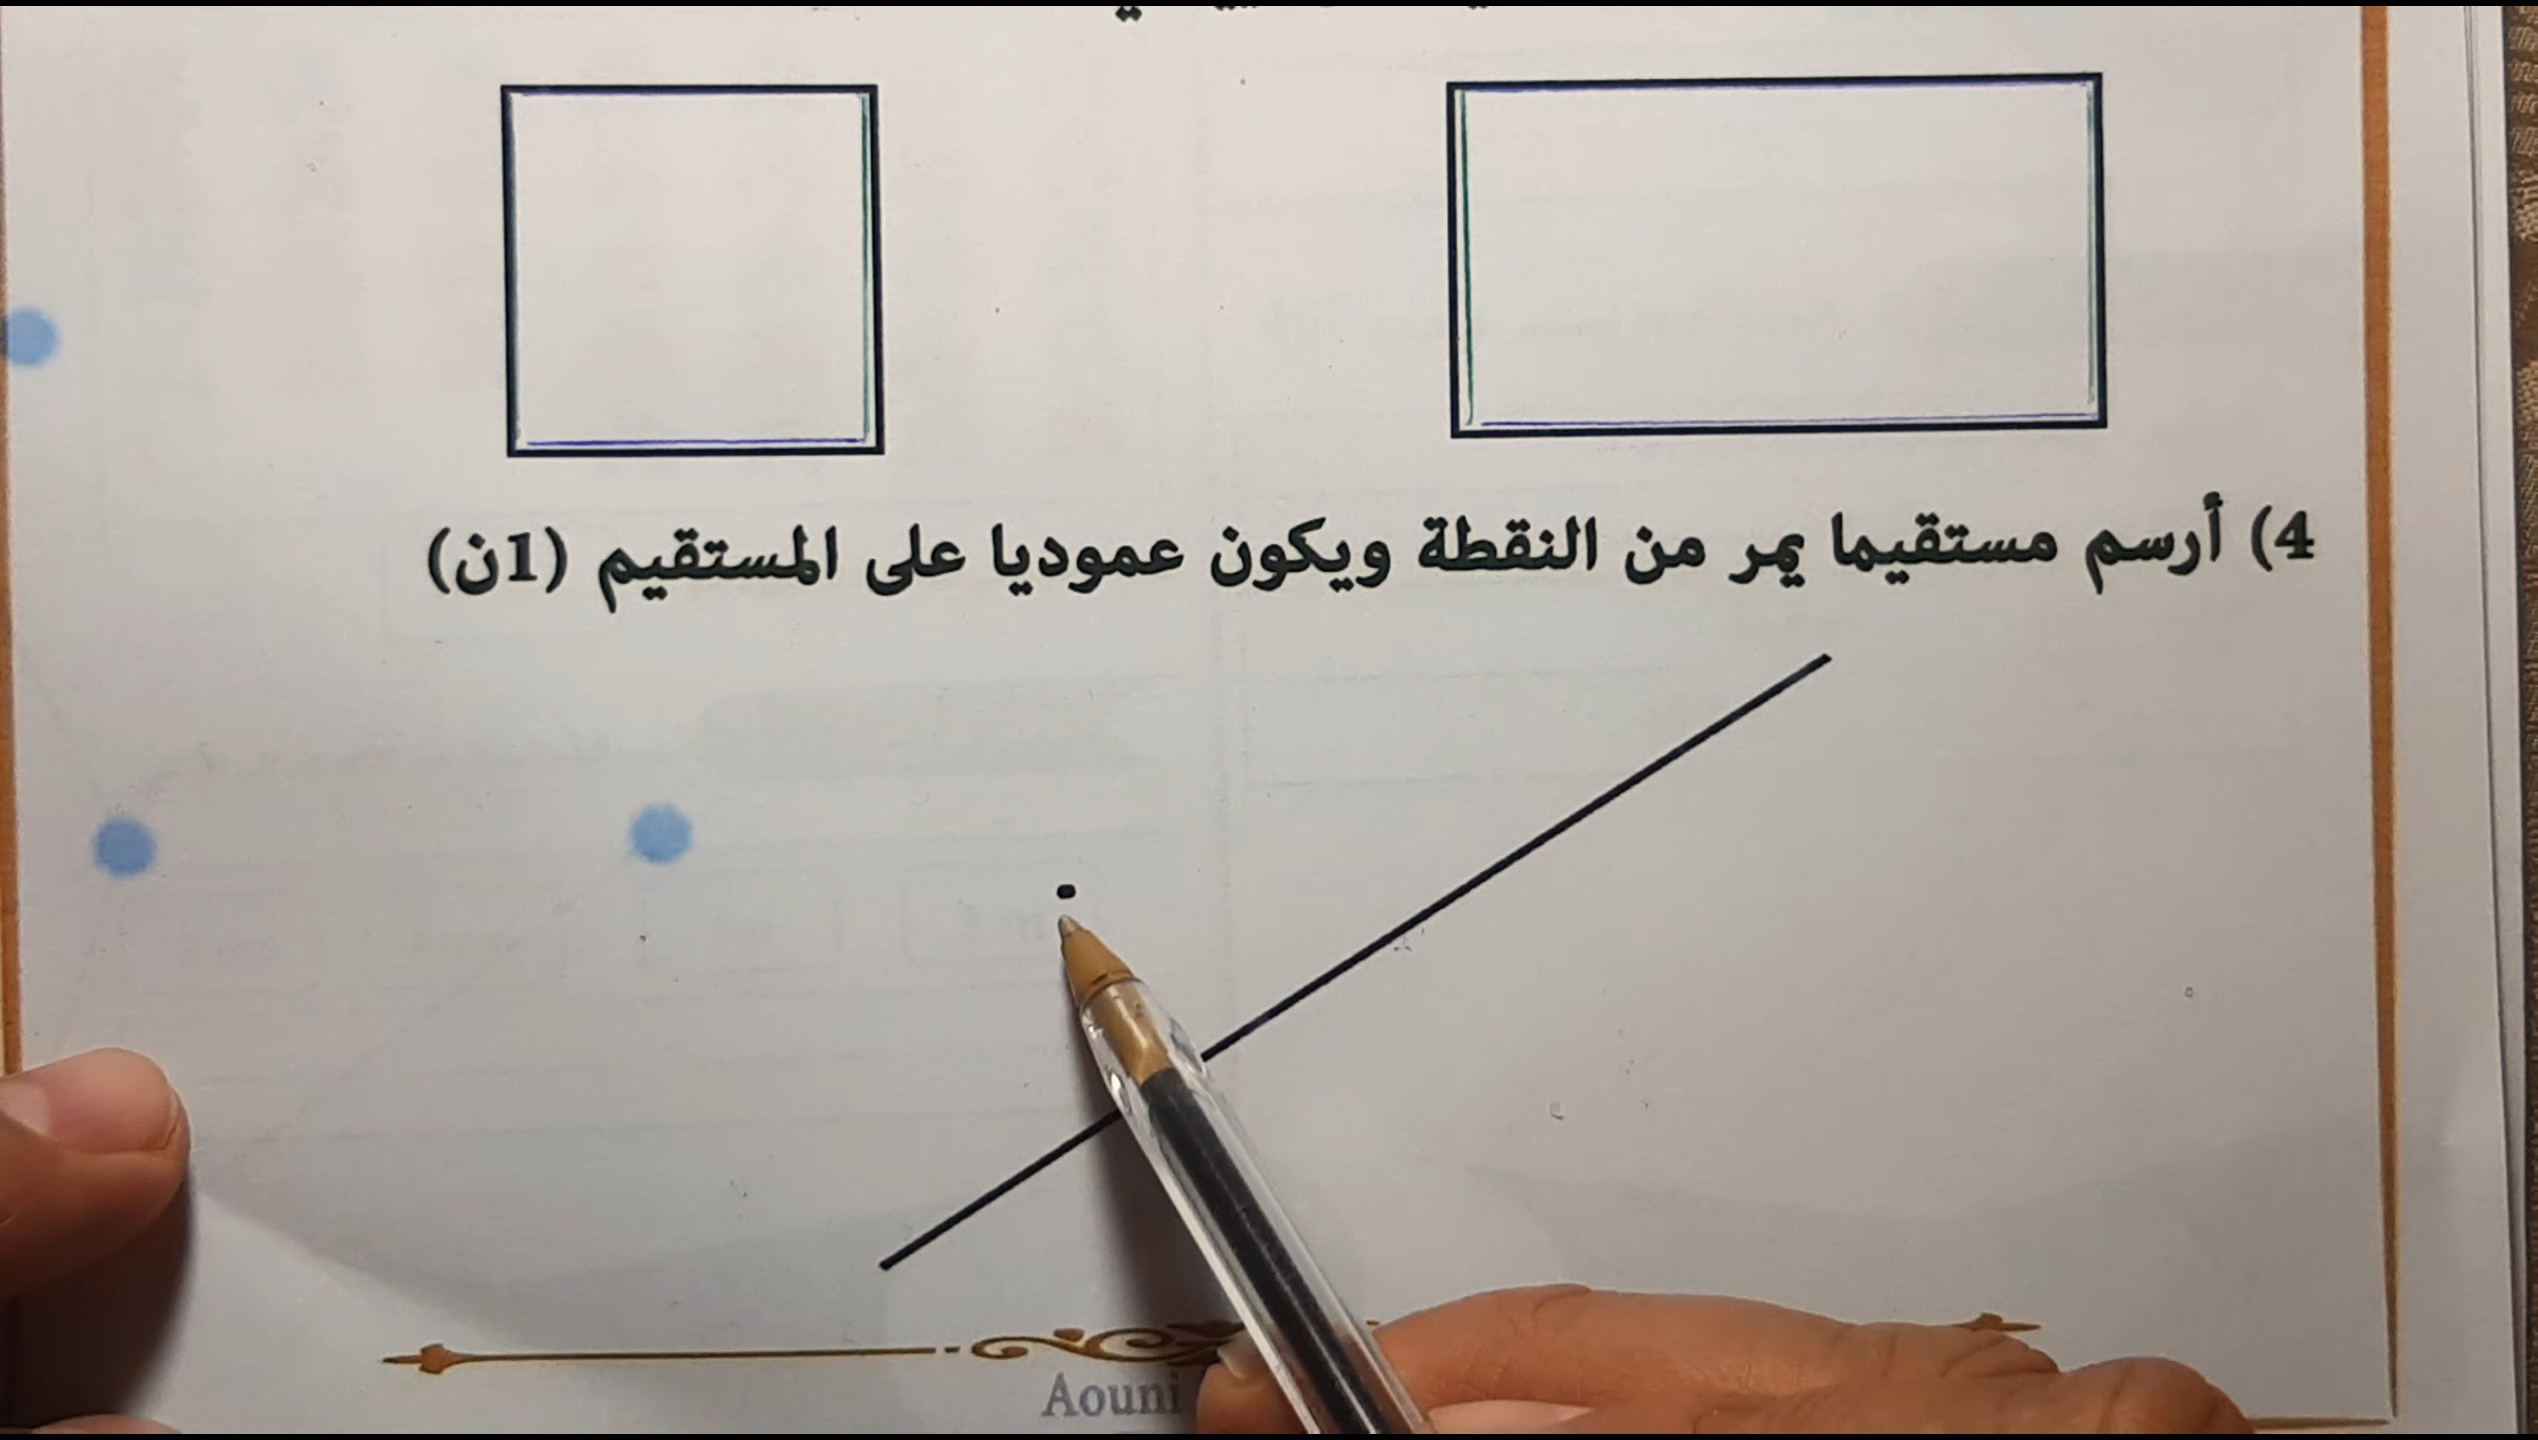 4) أرسم مستقيما يمر من النقطة ويكون عموديا على المستقيم (1ن)
Aouni